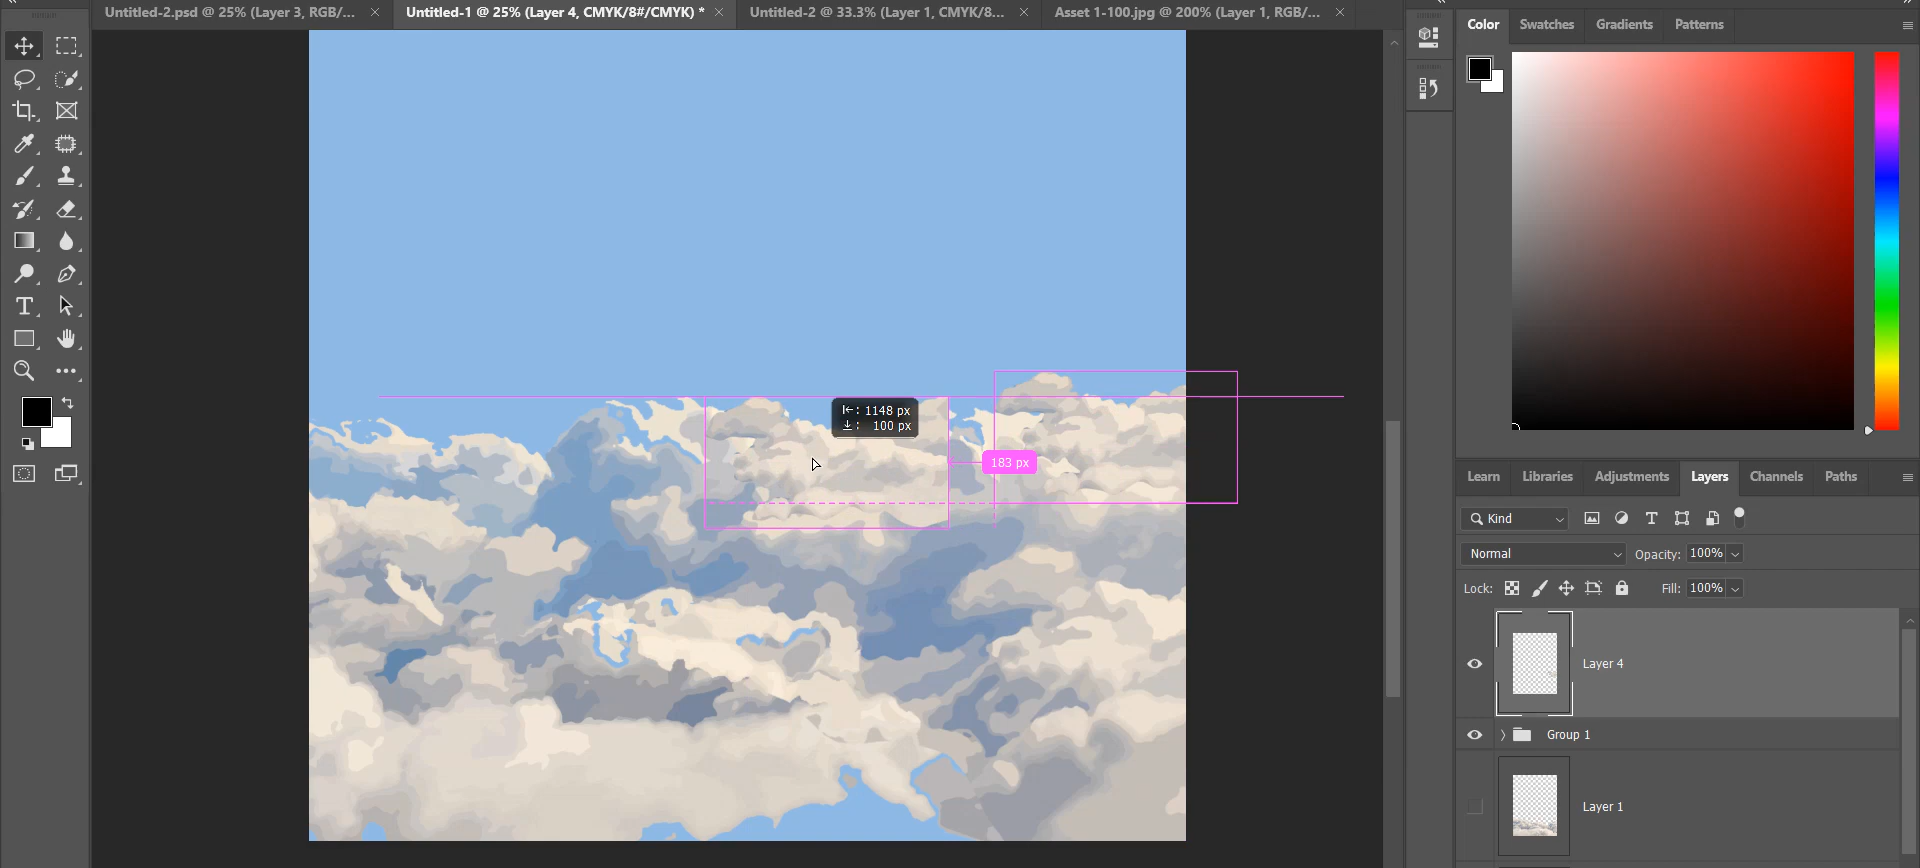 Untitled-2.psd @ 25% (Layer 3, RGB/...
Untitled-1 @ 25% (Layer 4, CMYK/8#/CMYK) *
Untitled-2 @ 33.3% (Layer 1, CMYK/8...
Asset 1-100.jpg @ 200% (Layer 1, RGB/...
Color
Swatches
Gradients
Patterns
: 1148 px
: 100 px
183 px
Learn
Libraries
Adjustments
Layers
Channels
Paths
Kind
Normal
Opacity: 100%
Lock:
Fill: 100%
Layer 4
Group 1
Layer 1